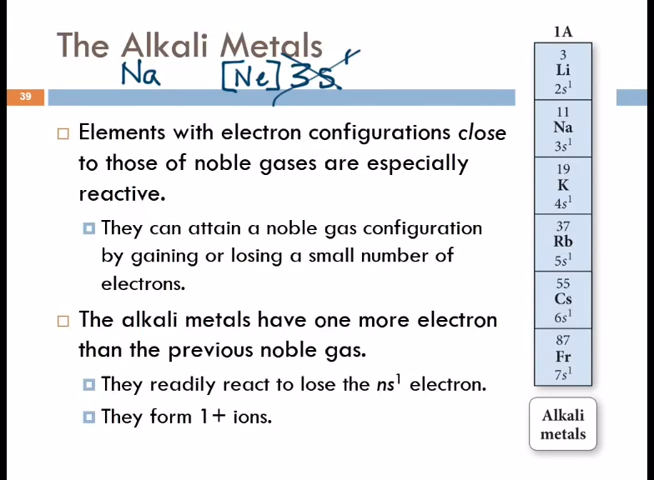 The Alkali Metals
Na [Ne] 3s¹
39
Elements with electron configurations close
to those of noble gases are especially
reactive.
They can attain a noble gas configuration
by gaining or losing a small number of
electrons.
The alkali metals have one more electron
than the previous noble gas.
They readily react to lose the ns¹ electron.
They form 1+ ions.
1A
3
Li
2s¹
11
Na
3s¹
19
K
4s¹
37
Rb
5s¹
55
Cs
6s¹
87
Fr
7s¹
Alkali
metals